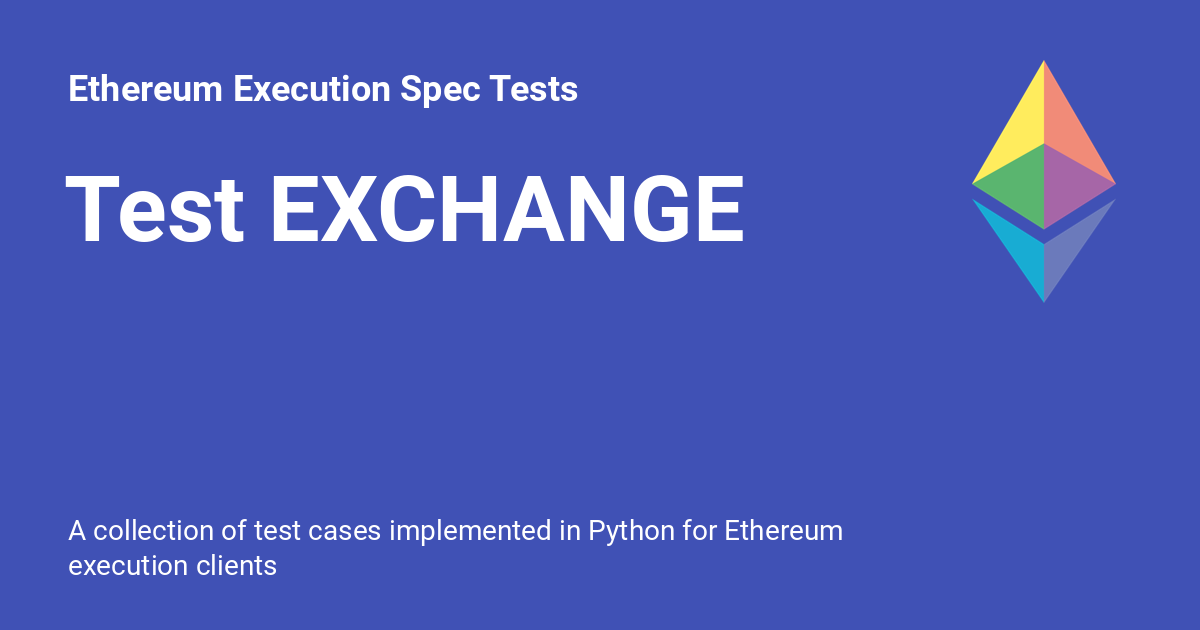 Ethereum Execution Spec Tests
Test EXCHANGE
A collection of test cases implemented in Python for Ethereum
execution clients